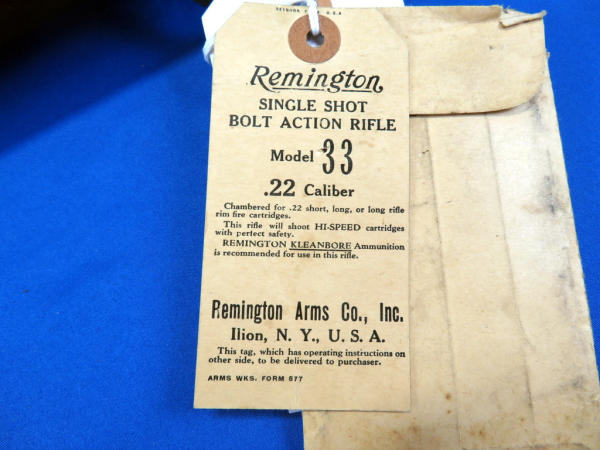 Remington
SINGLE SHOT
BOLT ACTION RIFLE
Model 33
.22 Caliber
Chambered for .22 short, long, or long rifle
rim fire cartridges.
This rifle will shoot HI-SPEED cartridges
with perfect safety.
REMINGTON KLEANBORE Ammunition
is recommended for use in this rifle.
Remington Arms Co., Inc.
Ilion, N. Y., U. S. A.
This tag, which has operating instructions on
other side, to be delivered to purchaser.
ARMS WKS. FORM 677